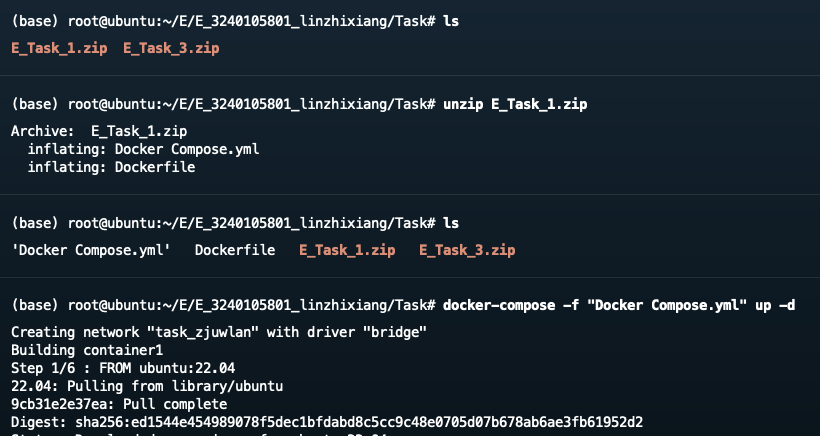 (base) root@ubuntu:~/E/E_3240105801_linzhixiang/Task# ls
E_Task_1.zip  E_Task_3.zip
(base) root@ubuntu:~/E/E_3240105801_linzhixiang/Task# unzip E_Task_1.zip
Archive:  E_Task_1.zip
  inflating: Docker Compose.yml
  inflating: Dockerfile
(base) root@ubuntu:~/E/E_3240105801_linzhixiang/Task# ls
'Docker Compose.yml'   Dockerfile   E_Task_1.zip   E_Task_3.zip
(base) root@ubuntu:~/E/E_3240105801_linzhixiang/Task# docker-compose -f "Docker Compose.yml" up -d
Creating network "task_zjuwlan" with driver "bridge"
Building container1
Step 1/6 : FROM ubuntu:22.04
22.04: Pulling from library/ubuntu
9cb31e2e37ea: Pull complete
Digest: sha256:ed1544e454989078f5dec1bfdabd8c5cc9c48e0705d07b678ab6ae3fb61952d2